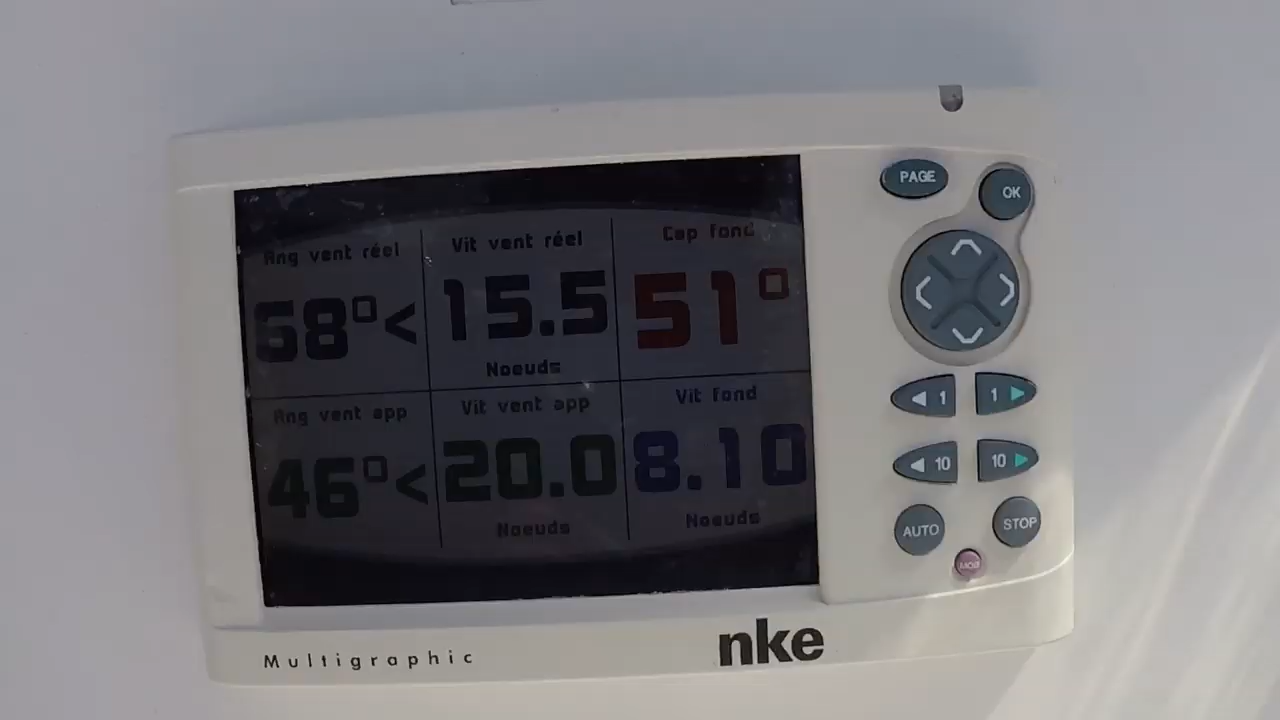 Ang vent réel
68°<
Vit vent réel
15.5
Noeuds
Cap fond
51°
Ang vent app
46°<
Vit vent app
20.0
Noeuds
Vit fond
8.10
Noeuds
PAGE
OK
1
1
10
10
AUTO
STOP
MOB
Multigraphic
nke